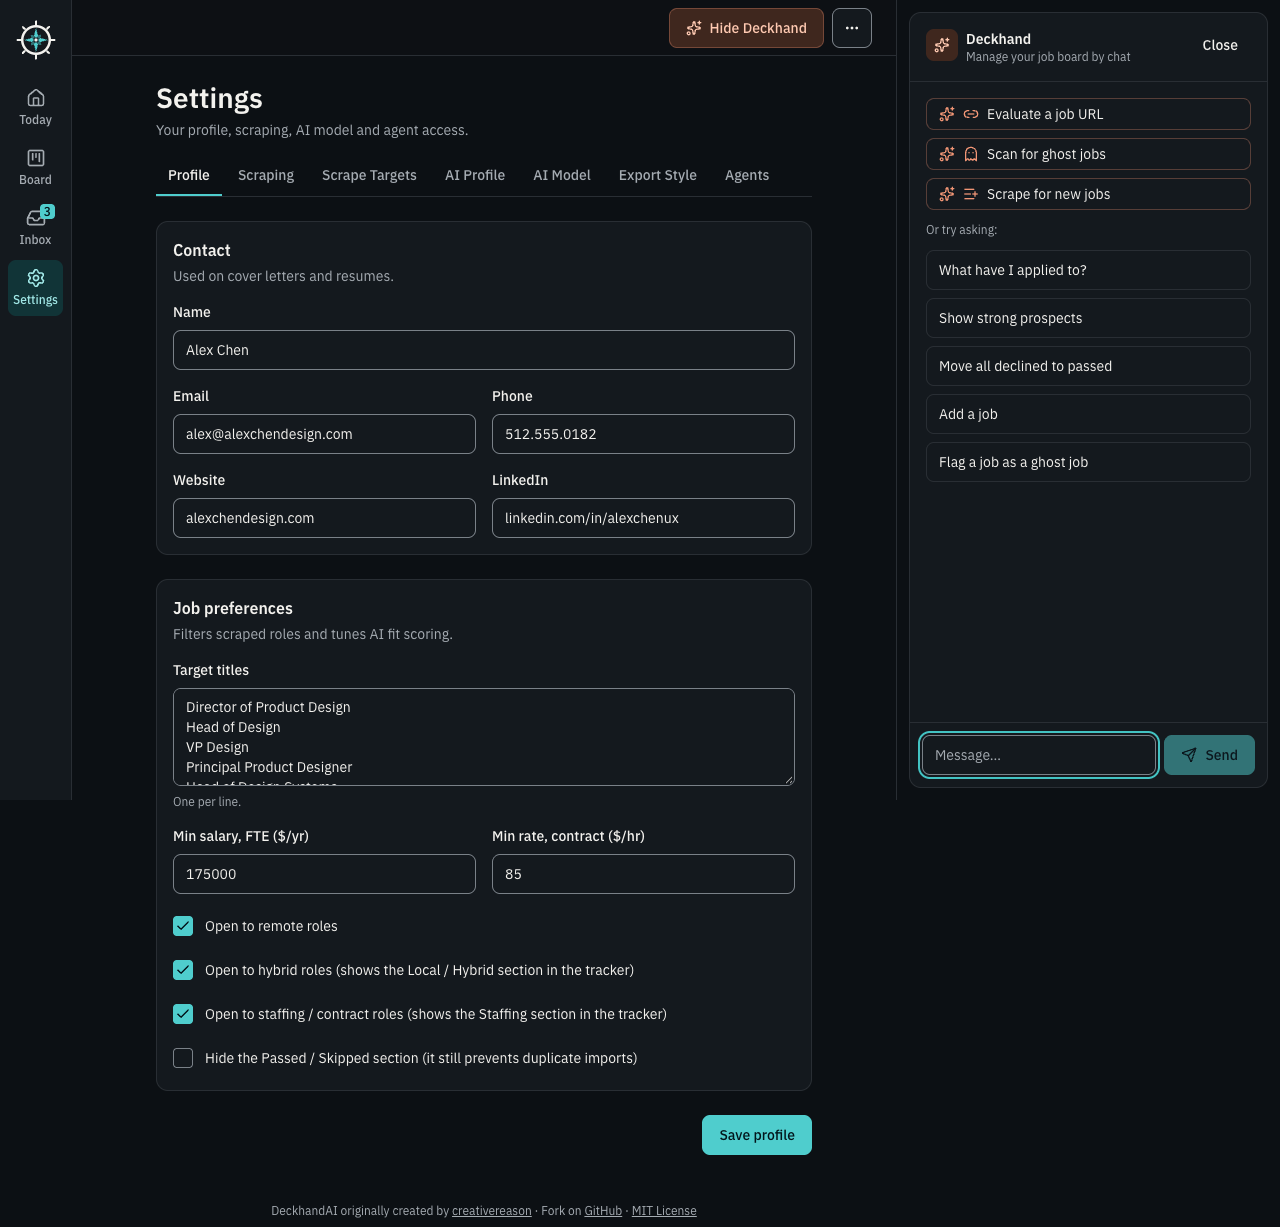 Today
Board
3
Inbox
Settings
Hide Deckhand
Settings
Your profile, scraping, AI model and agent access.
Profile
Scraping
Scrape Targets
AI Profile
AI Model
Export Style
Agents
Contact
Used on cover letters and resumes.
Name
Alex Chen
Email
Phone
alex@alexchendesign.com
512.555.0182
Website
LinkedIn
alexchendesign.com
linkedin.com/in/alexchenux
Job preferences
Filters scraped roles and tunes AI fit scoring.
Target titles
Director of Product Design
Head of Design
VP Design
Principal Product Designer
Head of Design Systems
One per line.
Min salary, FTE ($/yr)
Min rate, contract ($/hr)
175000
85
Open to remote roles
Open to hybrid roles (shows the Local / Hybrid section in the tracker)
Open to staffing / contract roles (shows the Staffing section in the tracker)
Hide the Passed / Skipped section (it still prevents duplicate imports)
Save profile
DeckhandAI originally created by creativereason · Fork on GitHub · MIT License
Deckhand
Manage your job board by chat
Close
Evaluate a job URL
Scan for ghost jobs
Scrape for new jobs
Or try asking:
What have I applied to?
Show strong prospects
Move all declined to passed
Add a job
Flag a job as a ghost job
Message...
Send